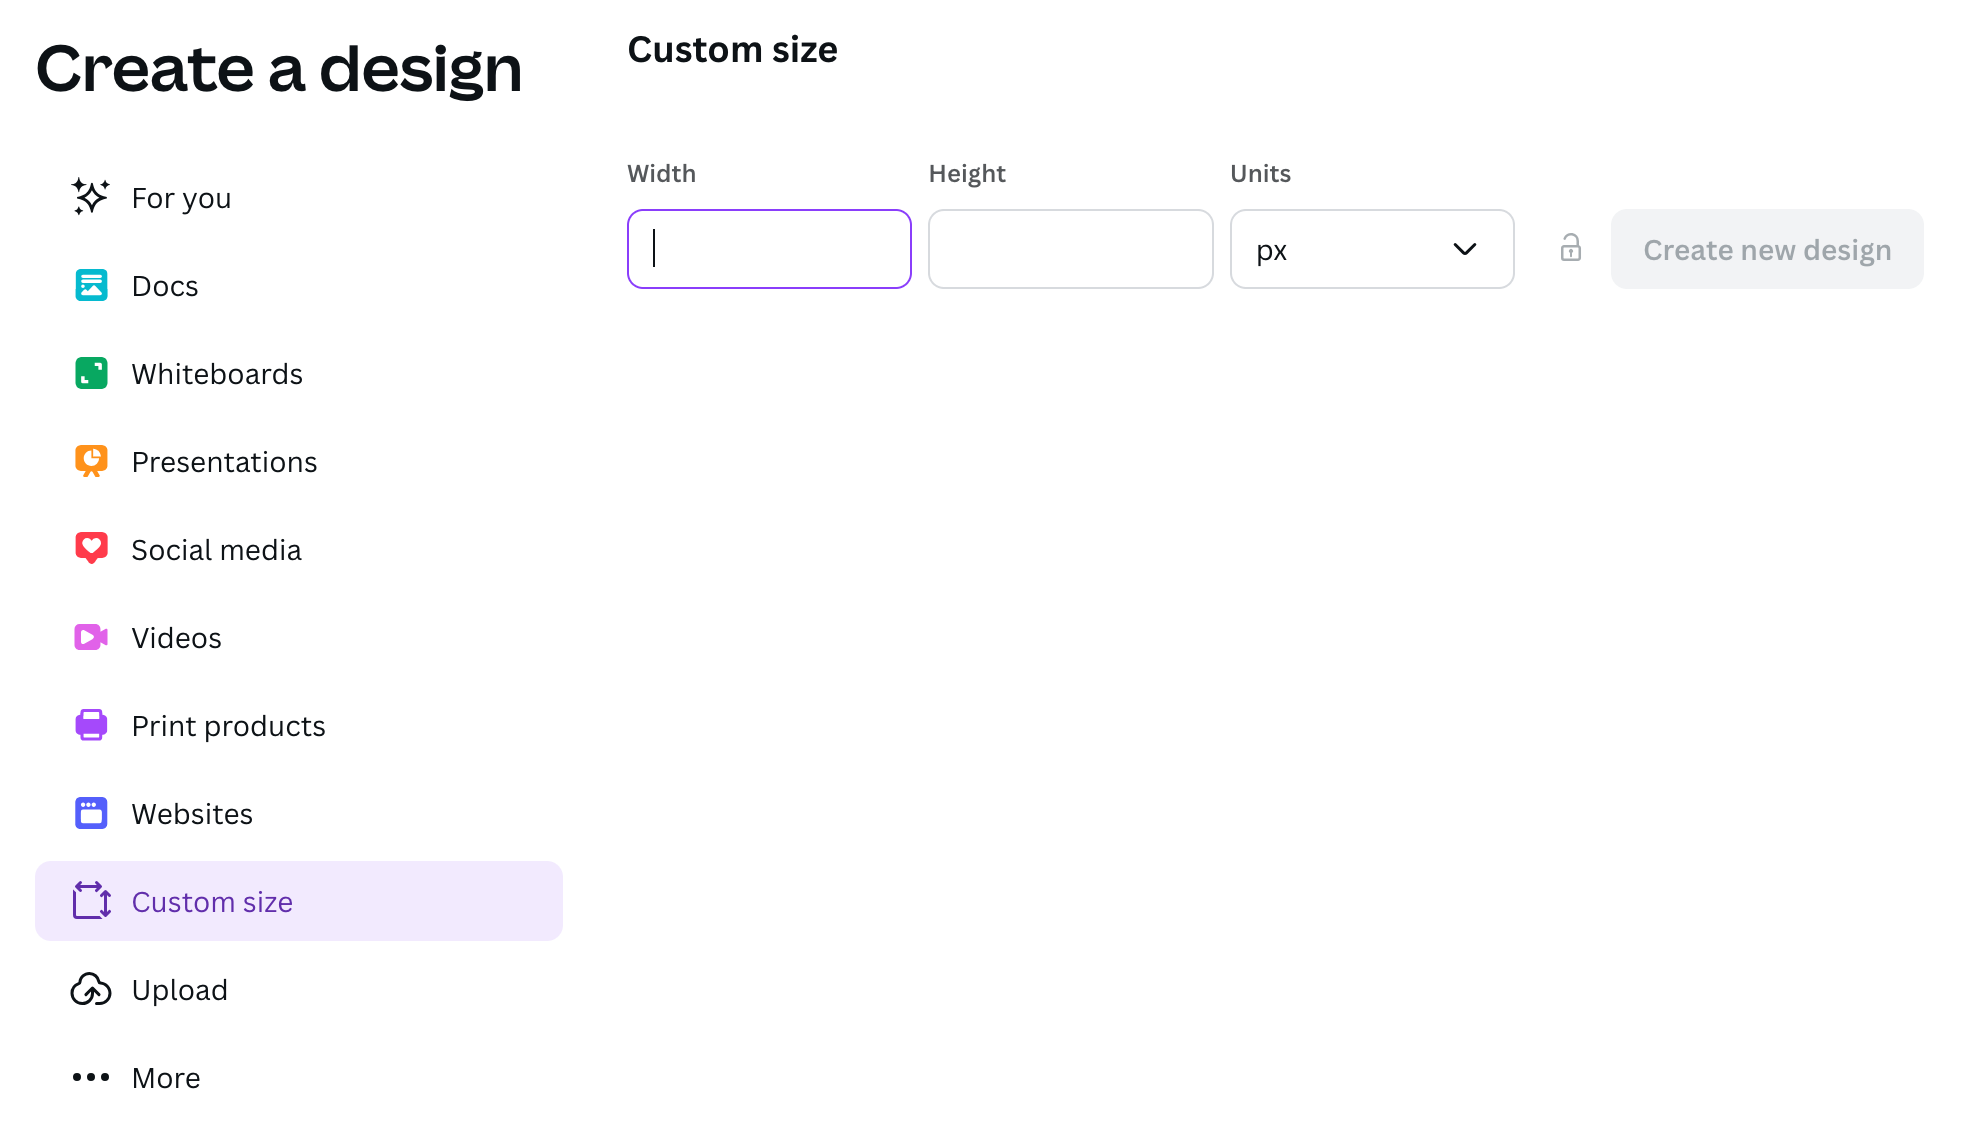 Create a design
For you
Docs
Whiteboards
Presentations
Social media
Videos
Print products
Websites
Custom size
Upload
More
Custom size
Width Height Units
px Create new design